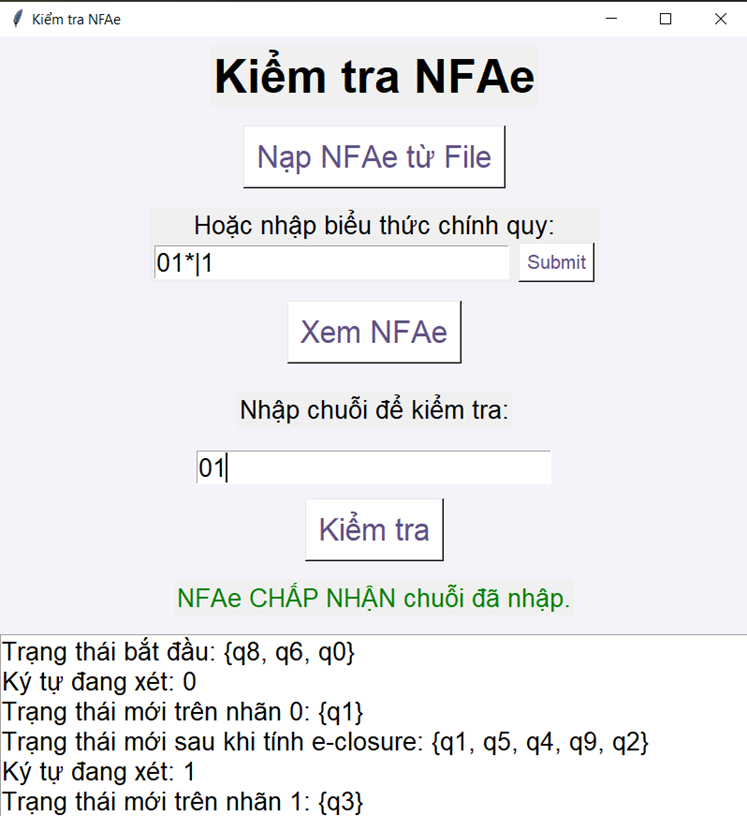 Kiểm tra NFAe
Kiểm tra NFAe
Nạp NFAe từ File
Hoặc nhập biểu thức chính quy:
01*|1 Submit
Xem NFAe
Nhập chuỗi để kiểm tra:
01
Kiểm tra
NFAe CHẤP NHẬN chuỗi đã nhập.
Trạng thái bắt đầu: {q8, q6, q0}
Ký tự đang xét: 0
Trạng thái mới trên nhãn 0: {q1}
Trạng thái mới sau khi tính e-closure: {q1, q5, q4, q9, q2}
Ký tự đang xét: 1
Trạng thái mới trên nhãn 1: {q3}